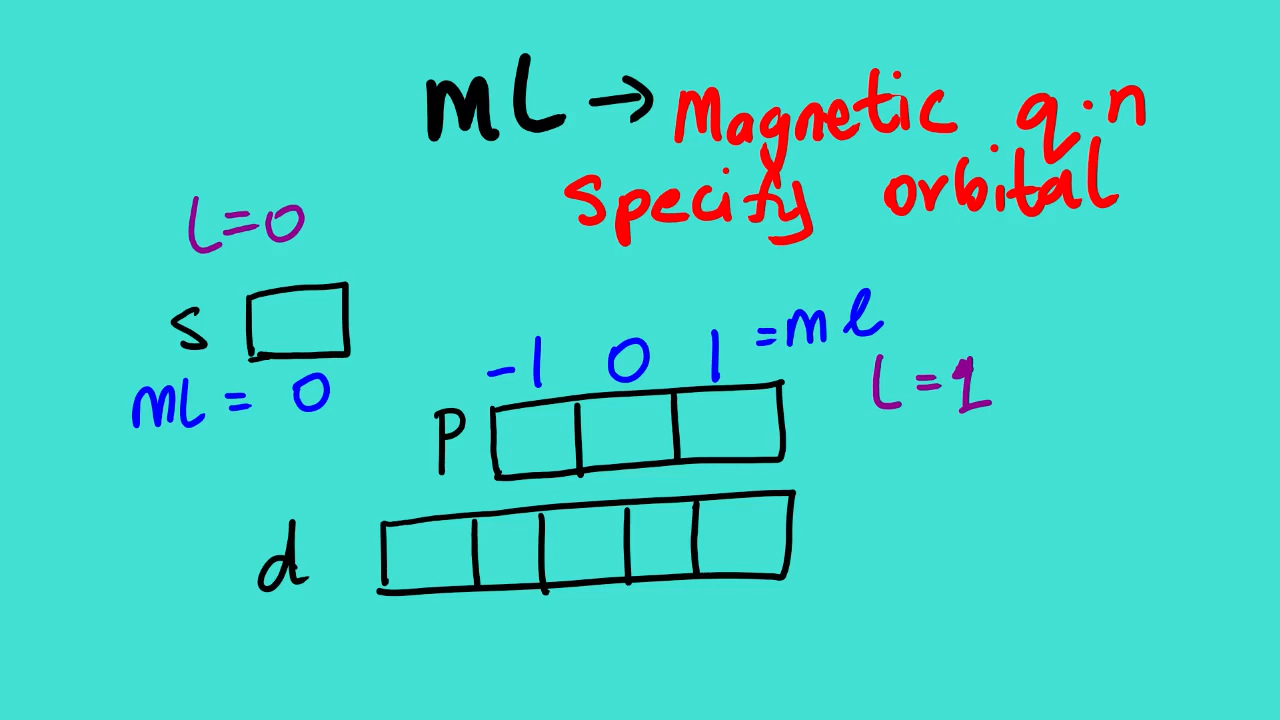 mL → Magnetic q.n
specify orbital
l=0
s
mL = 0
-1 0 1 =ml
l=1
p
d